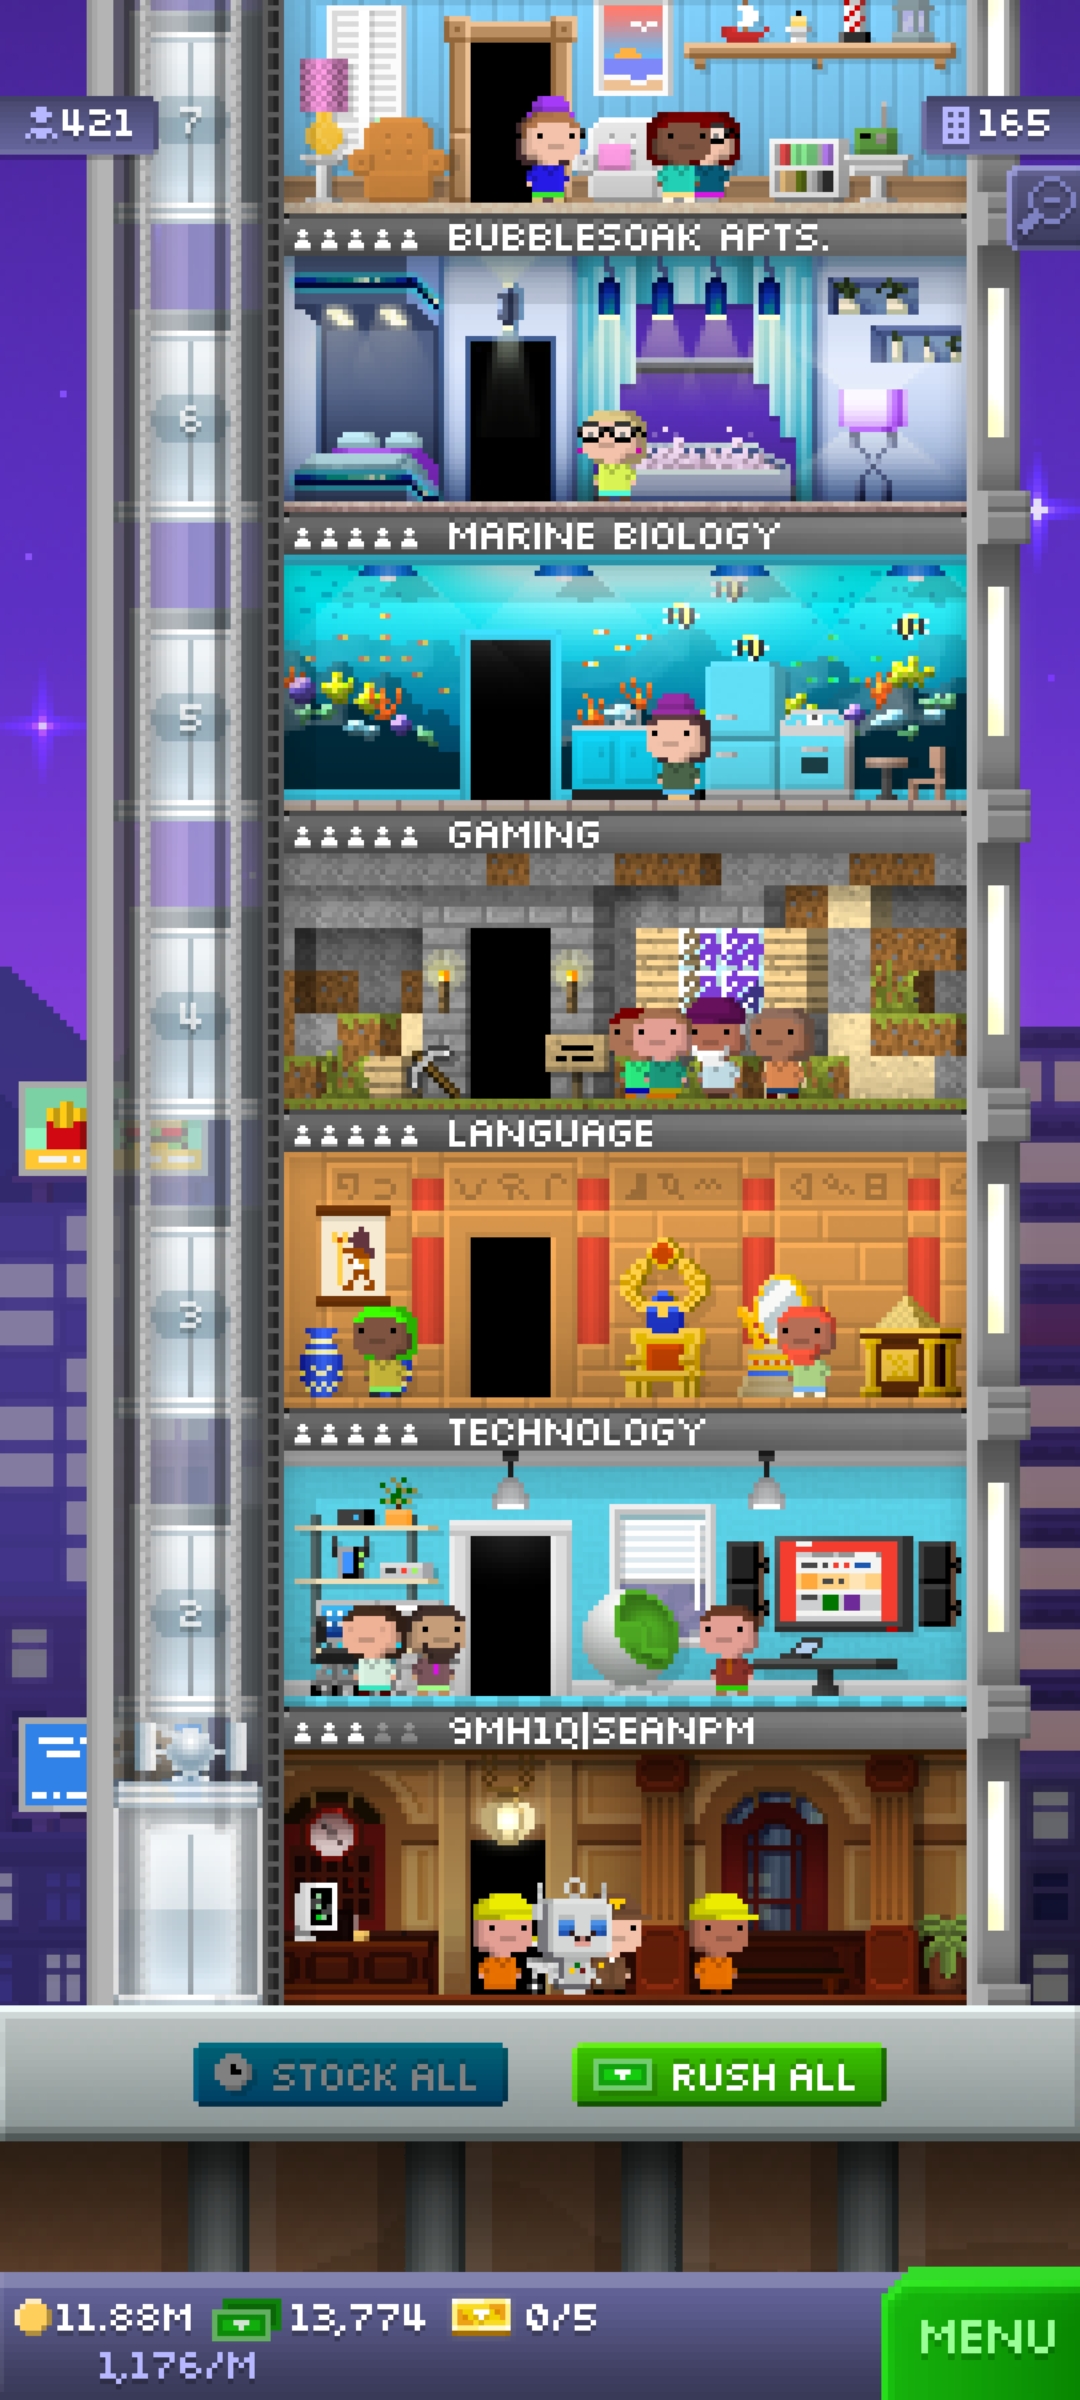 421
7
165
BUBBLESOAK APTS.
6
MARINE BIOLOGY
5
GAMING
4
LANGUAGE
3
TECHNOLOGY
2
9MH1Q|SEANPM
STOCK ALL
RUSH ALL
11.88M
13,774
0/5
1,176/M
MENU